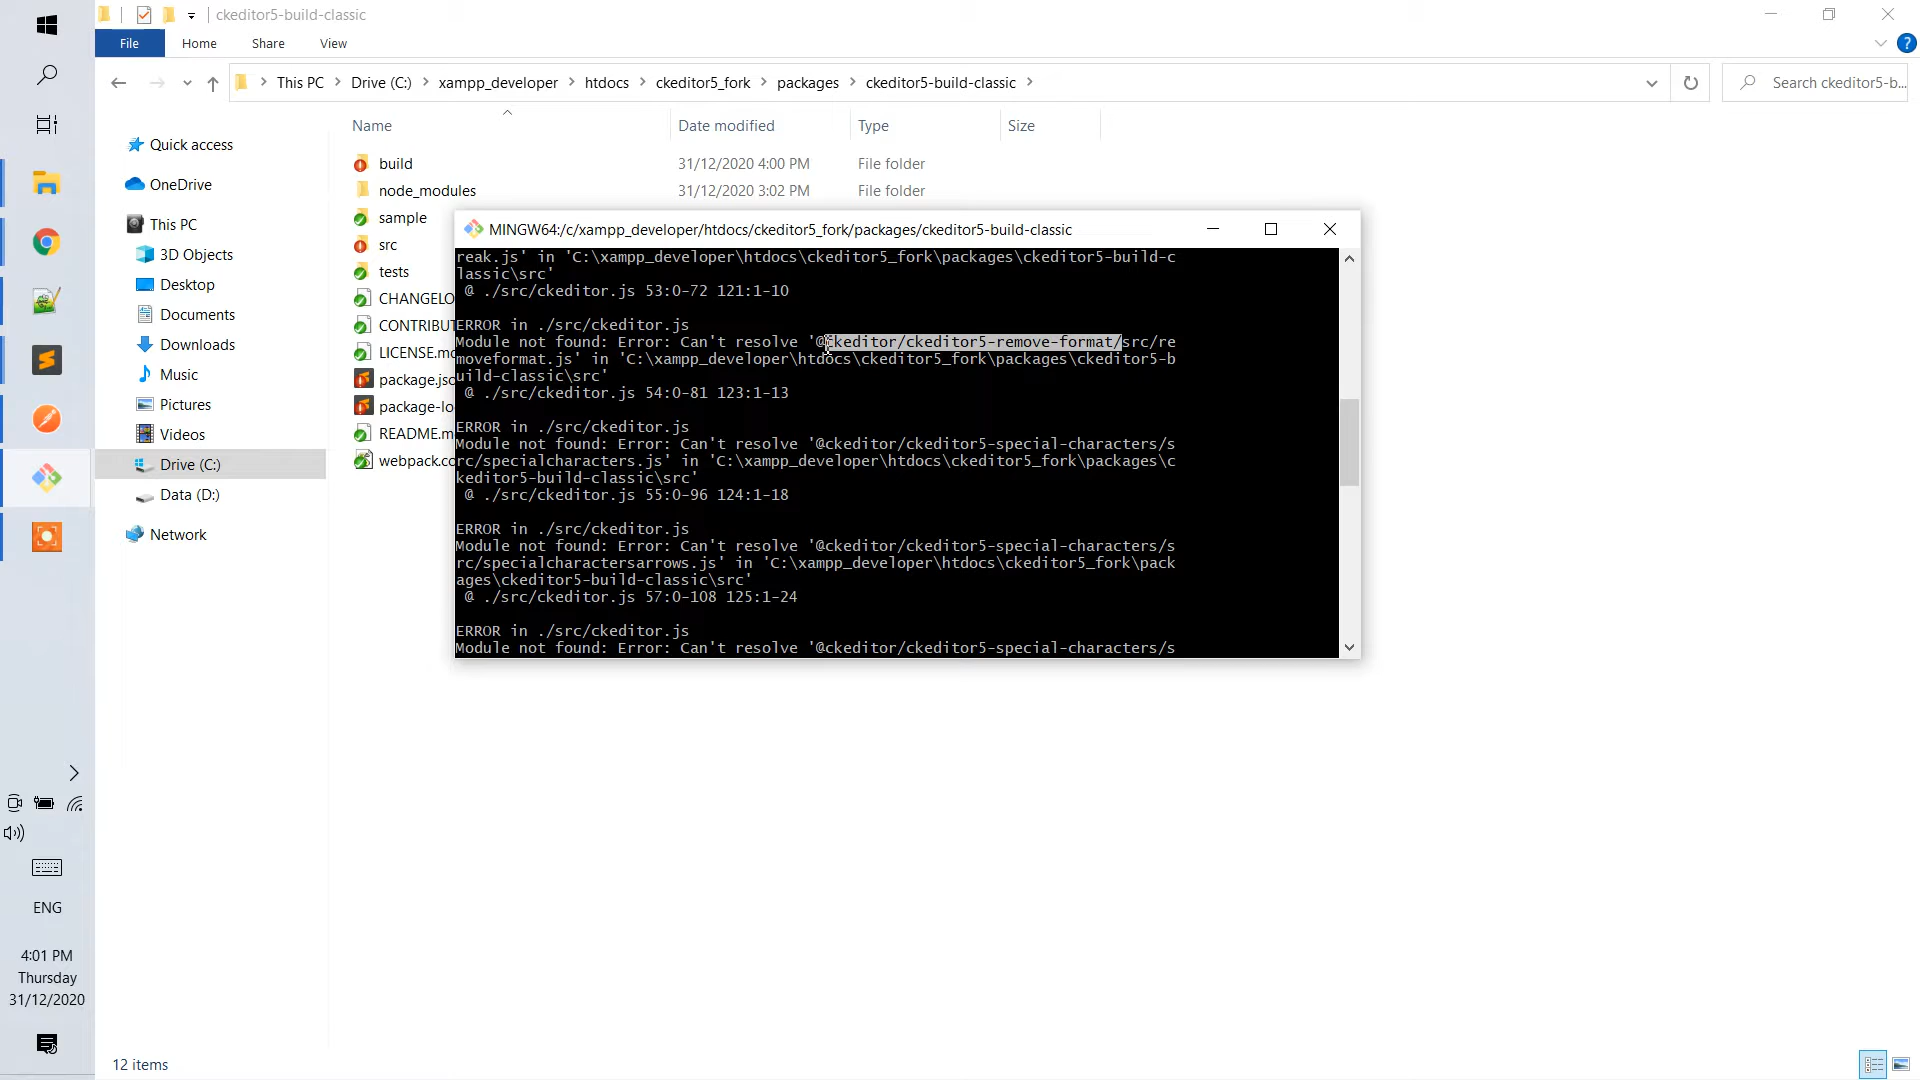 ckeditor5-build-classic
File Home Share View
This PC Drive (C:) xampp_developer htdocs ckeditor5_fork packages ckeditor5-build-classic
Search ckeditor5-b...
Name Date modified Type Size
Quick access
OneDrive
This PC
3D Objects
Desktop
Documents
Downloads
Music
Pictures
Videos
Drive (C:)
Data (D:)
Network
build 31/12/2020 4:00 PM File folder
node_modules 31/12/2020 3:02 PM File folder
sample
src
tests
CHANGELO
CONTRIBUT
LICENSE.mc
package.jsc
package-lo
README.m
webpack.cc
MINGW64:/c/xampp_developer/htdocs/ckeditor5_fork/packages/ckeditor5-build-classic
reak.js' in 'C:\xampp_developer\htdocs\ckeditor5_fork\packages\ckeditor5-build-c
lassic\src'
@ ./src/ckeditor.js 53:0-72 121:1-10
ERROR in ./src/ckeditor.js
Module not found: Error: Can't resolve '@ckeditor/ckeditor5-remove-format/src/re
moveformat.js' in 'C:\xampp_developer\htdocs\ckeditor5_fork\packages\ckeditor5-b
uild-classic\src'
@ ./src/ckeditor.js 54:0-81 123:1-13
ERROR in ./src/ckeditor.js
Module not found: Error: Can't resolve '@ckeditor/ckeditor5-special-characters/s
rc/specialcharacters.js' in 'C:\xampp_developer\htdocs\ckeditor5_fork\packages\c
keditor5-build-classic\src'
@ ./src/ckeditor.js 55:0-96 124:1-18
ERROR in ./src/ckeditor.js
Module not found: Error: Can't resolve '@ckeditor/ckeditor5-special-characters/s
rc/specialcharactersarrows.js' in 'C:\xampp_developer\htdocs\ckeditor5_fork\pack
ages\ckeditor5-build-classic\src'
@ ./src/ckeditor.js 57:0-108 125:1-24
ERROR in ./src/ckeditor.js
Module not found: Error: Can't resolve '@ckeditor/ckeditor5-special-characters/s
ENG
4:01 PM
Thursday
31/12/2020
12 items